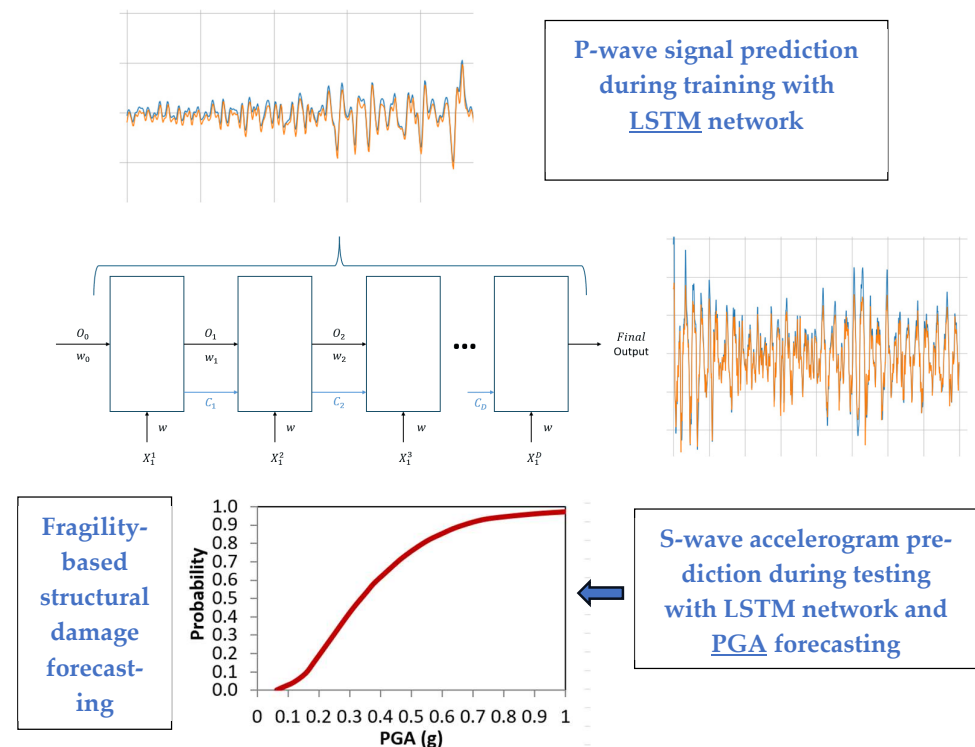 P-wave signal prediction
during training with
LSTM network
O₀
w₀
O₁
w₁
O₂
w₂
...
Final
Output
C₁
C₂
C_D
w
w
w
w
X₁¹
X₁²
X₁³
X₁ᴰ
Fragility-
based
structural
damage
forecast-
ing
Probability
1.0
0.9
0.8
0.7
0.6
0.5
0.4
0.3
0.2
0.1
0.0
0 0.1 0.2 0.3 0.4 0.5 0.6 0.7 0.8 0.9 1
PGA (g)
S-wave accelerogram pre-
diction during testing
with LSTM network and
PGA forecasting